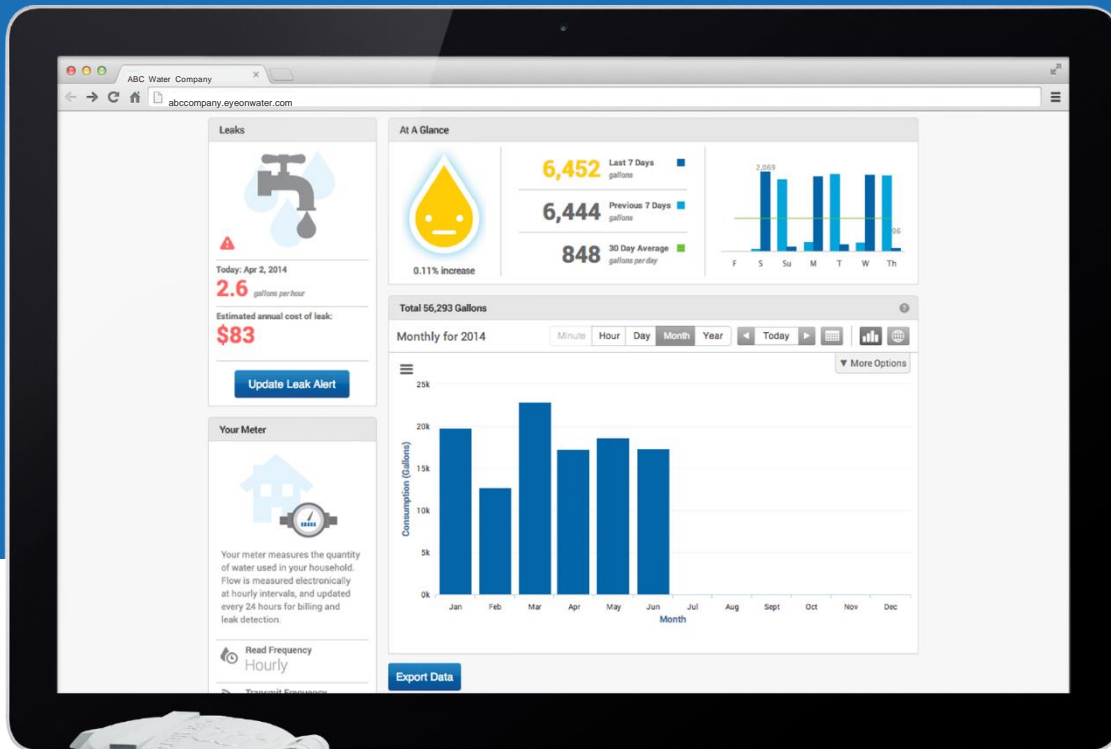 ABC Water Company
abccompany.eyeonwater.com
Leaks
Today: Apr 2, 2014
2.6 gallons per hour
Estimated annual cost of leak:
$83
Update Leak Alert
Your Meter
Your meter measures the quantity
of water used in your household.
Flow is measured electronically
at hourly intervals, and updated
every 24 hours for billing and
leak detection.
Read Frequency
Hourly
Transmit Frequency
At A Glance
0.11% increase
6,452 Last 7 Days
gallons
6,444 Previous 7 Days
gallons
848 30 Day Average
gallons per day
2,069
96
F S Su M T W Th
Total 56,293 Gallons
Monthly for 2014
Minute Hour Day Month Year
Today
▼ More Options
25k
20k
15k
10k
5k
0k
Consumption (Gallons)
Jan Feb Mar Apr May Jun Jul Aug Sept Oct Nov Dec
Month
Export Data